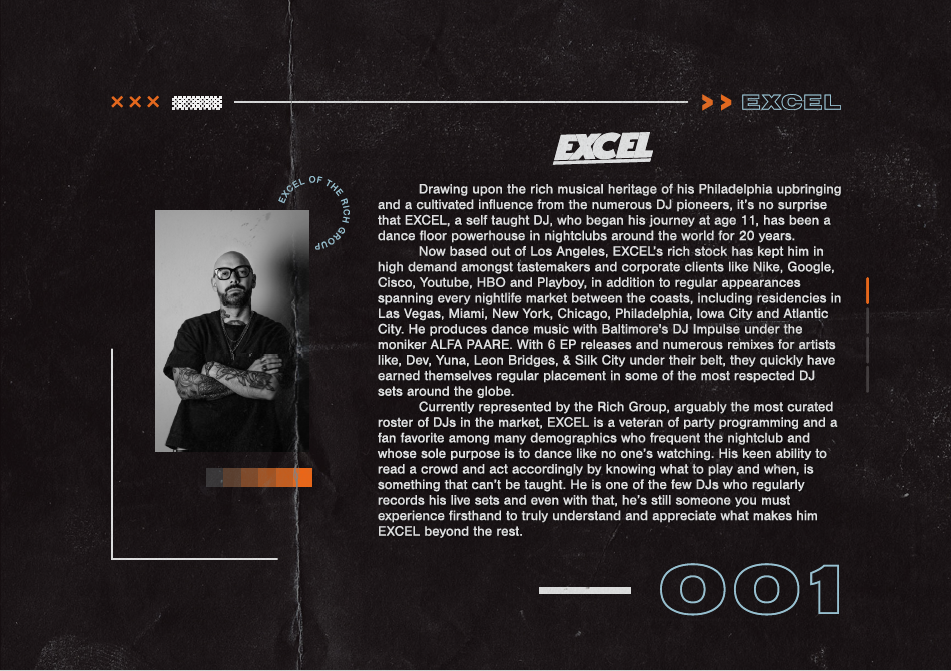 ××× >> EXCEL
EXCEL
EXCEL OF THE RICH GROUP
Drawing upon the rich musical heritage of his Philadelphia upbringing
and a cultivated influence from the numerous DJ pioneers, it's no surprise
that EXCEL, a self taught DJ, who began his journey at age 11, has been a
dance floor powerhouse in nightclubs around the world for 20 years.
Now based out of Los Angeles, EXCEL's rich stock has kept him in
high demand amongst tastemakers and corporate clients like Nike, Google,
Cisco, Youtube, HBO and Playboy, in addition to regular appearances
spanning every nightlife market between the coasts, including residencies in
Las Vegas, Miami, New York, Chicago, Philadelphia, Iowa City and Atlantic
City. He produces dance music with Baltimore's DJ Impulse under the
moniker ALFA PAARE. With 6 EP releases and numerous remixes for artists
like, Dev, Yuna, Leon Bridges, & Silk City under their belt, they quickly have
earned themselves regular placement in some of the most respected DJ
sets around the globe.
Currently represented by the Rich Group, arguably the most curated
roster of DJs in the market, EXCEL is a veteran of party programming and a
fan favorite among many demographics who frequent the nightclub and
whose sole purpose is to dance like no one's watching. His keen ability to
read a crowd and act accordingly by knowing what to play and when, is
something that can't be taught. He is one of the few DJs who regularly
records his live sets and even with that, he's still someone you must
experience firsthand to truly understand and appreciate what makes him
EXCEL beyond the rest.
001